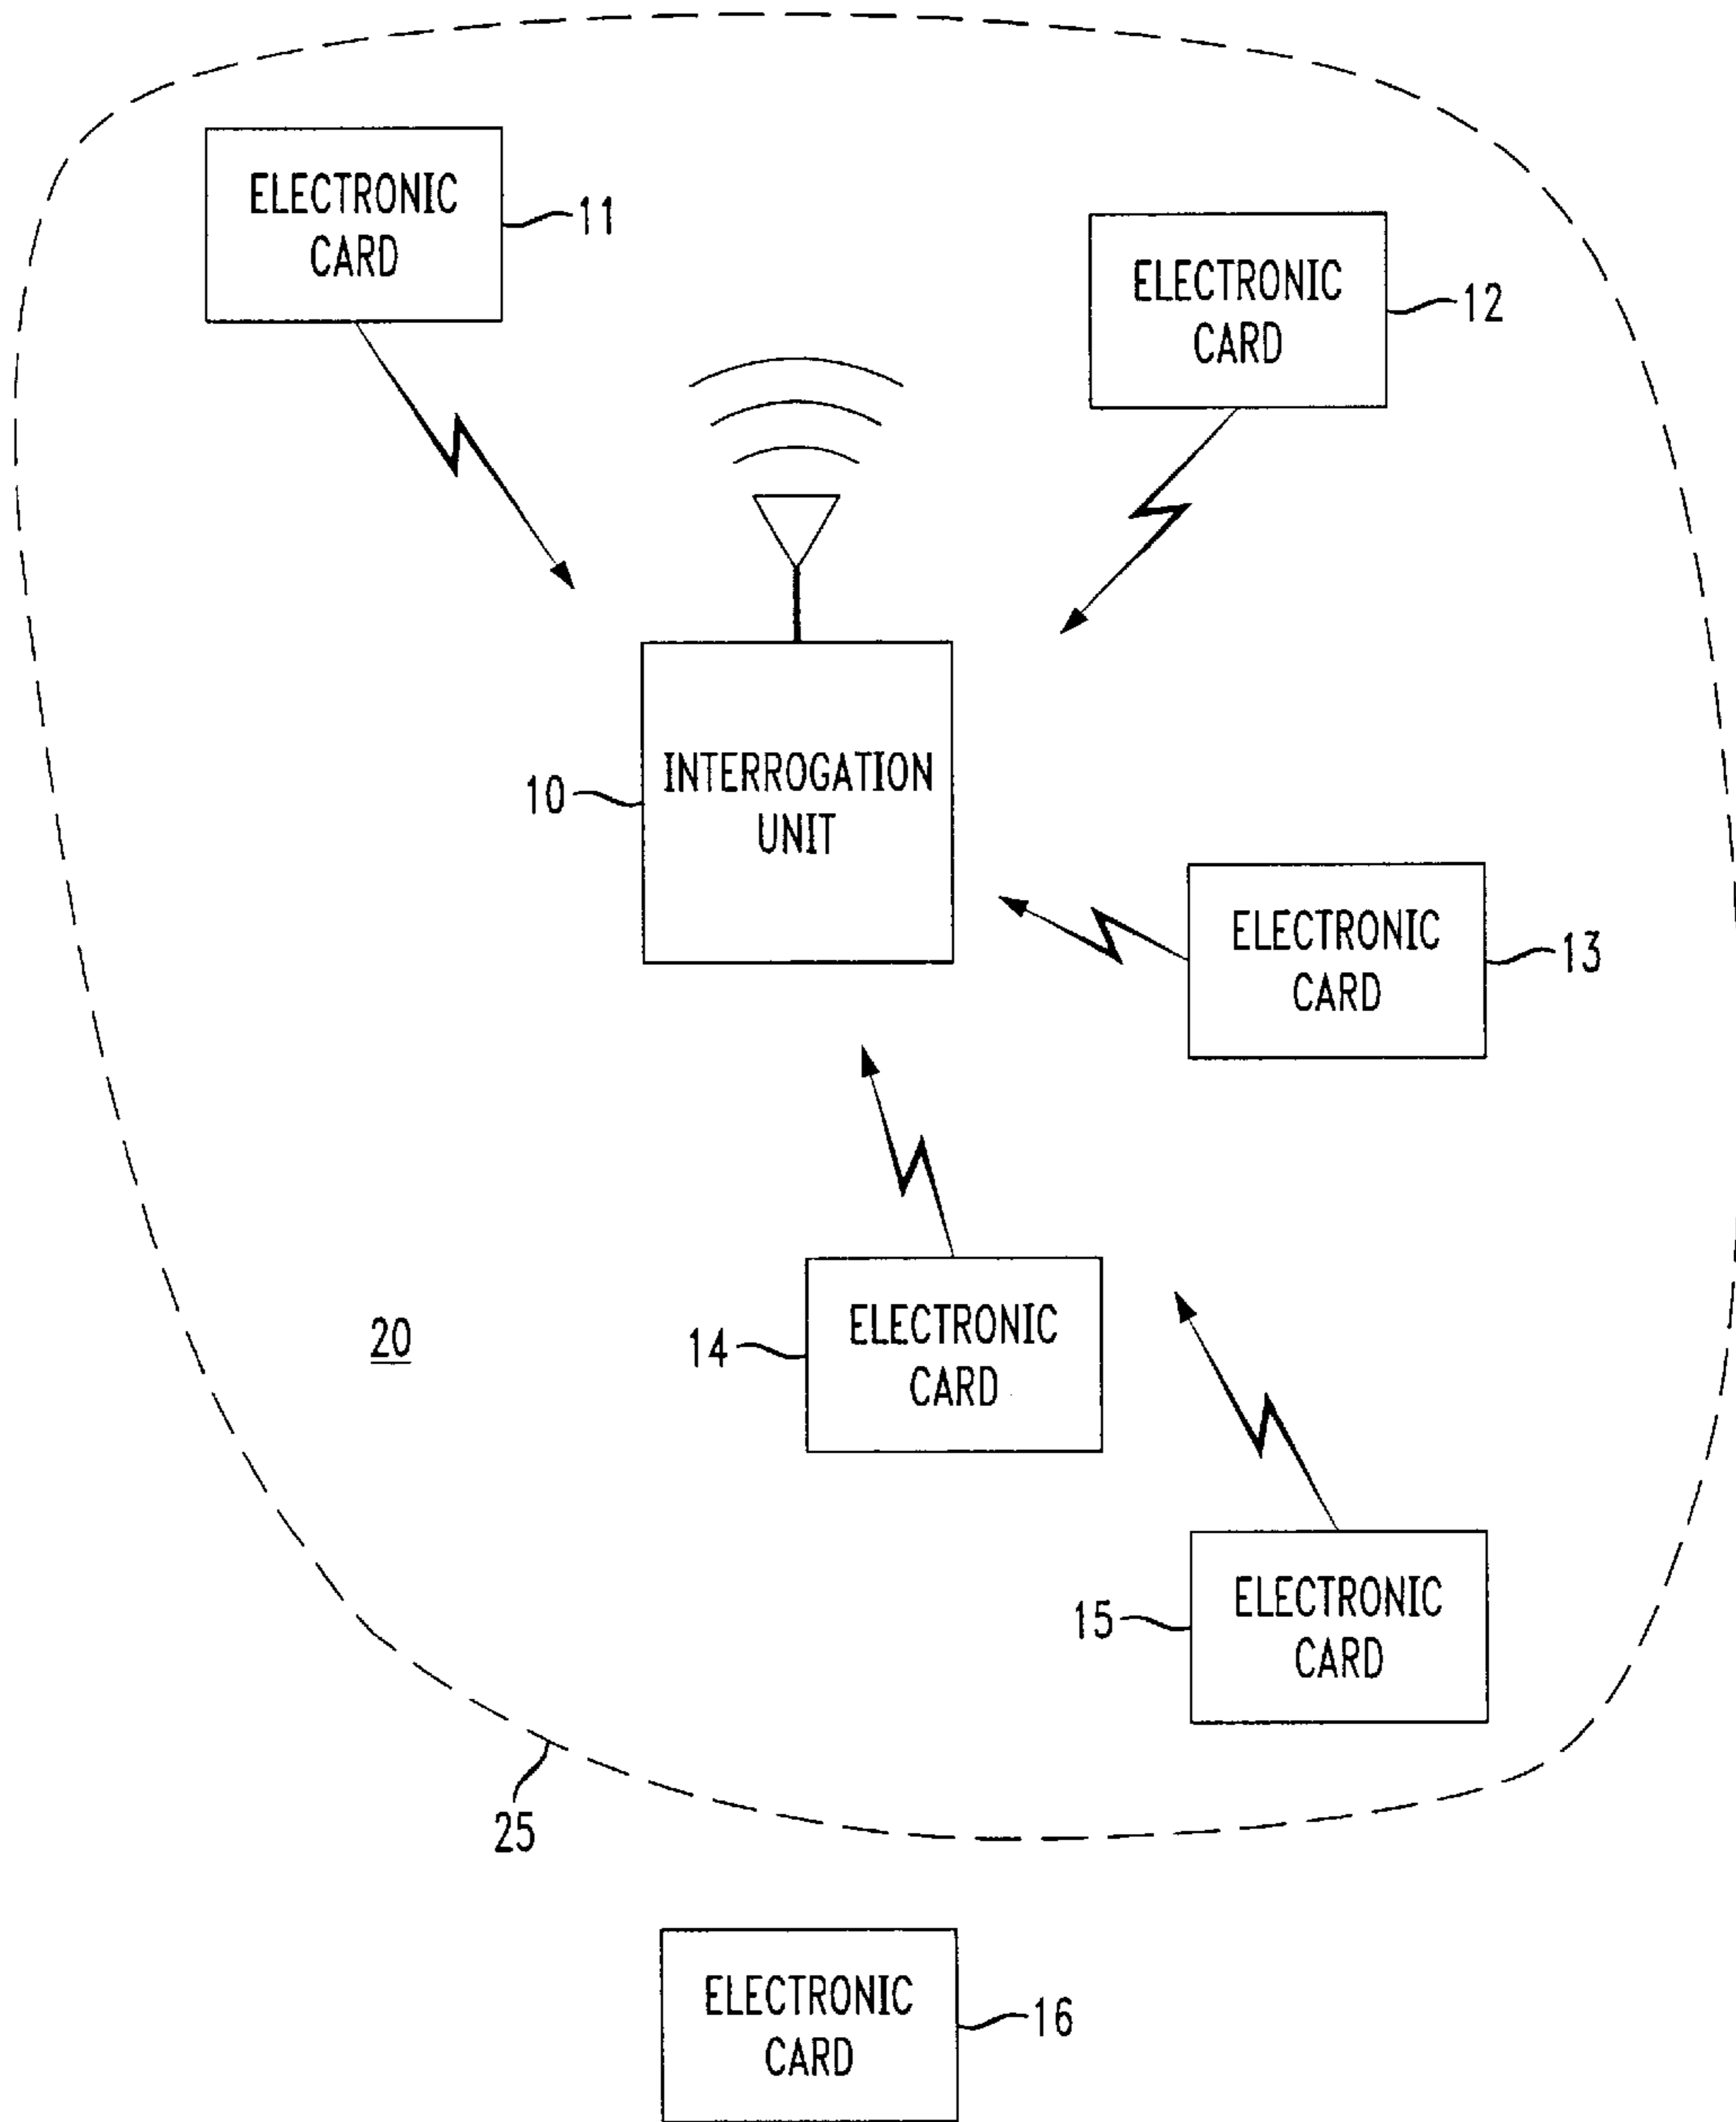 ELECTRONIC
CARD
11
ELECTRONIC
CARD
12
INTERROGATION
UNIT
10
ELECTRONIC
CARD
13
20
ELECTRONIC
CARD
14
ELECTRONIC
CARD
15
25
ELECTRONIC
CARD
16